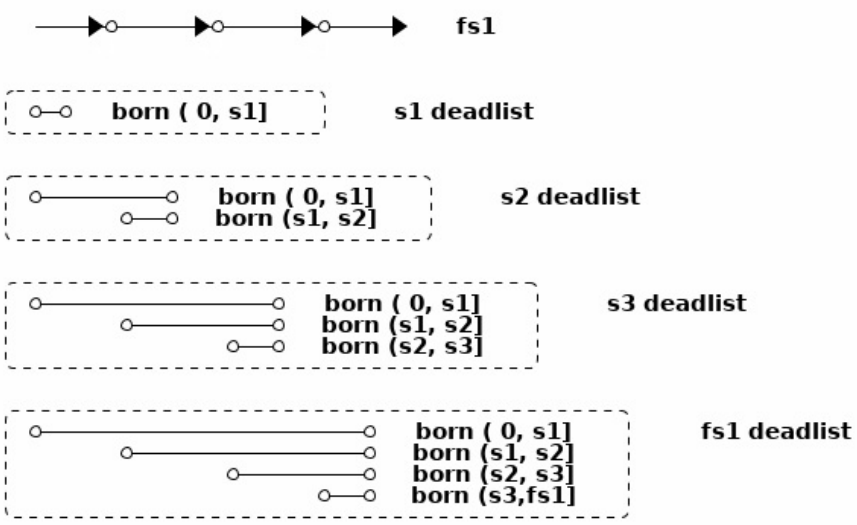 fs1
born ( 0, s1] s1 deadlist
born ( 0, s1] s2 deadlist
born (s1, s2]
born ( 0, s1] s3 deadlist
born (s1, s2]
born (s2, s3]
born ( 0, s1] fs1 deadlist
born (s1, s2]
born (s2, s3]
born (s3,fs1]